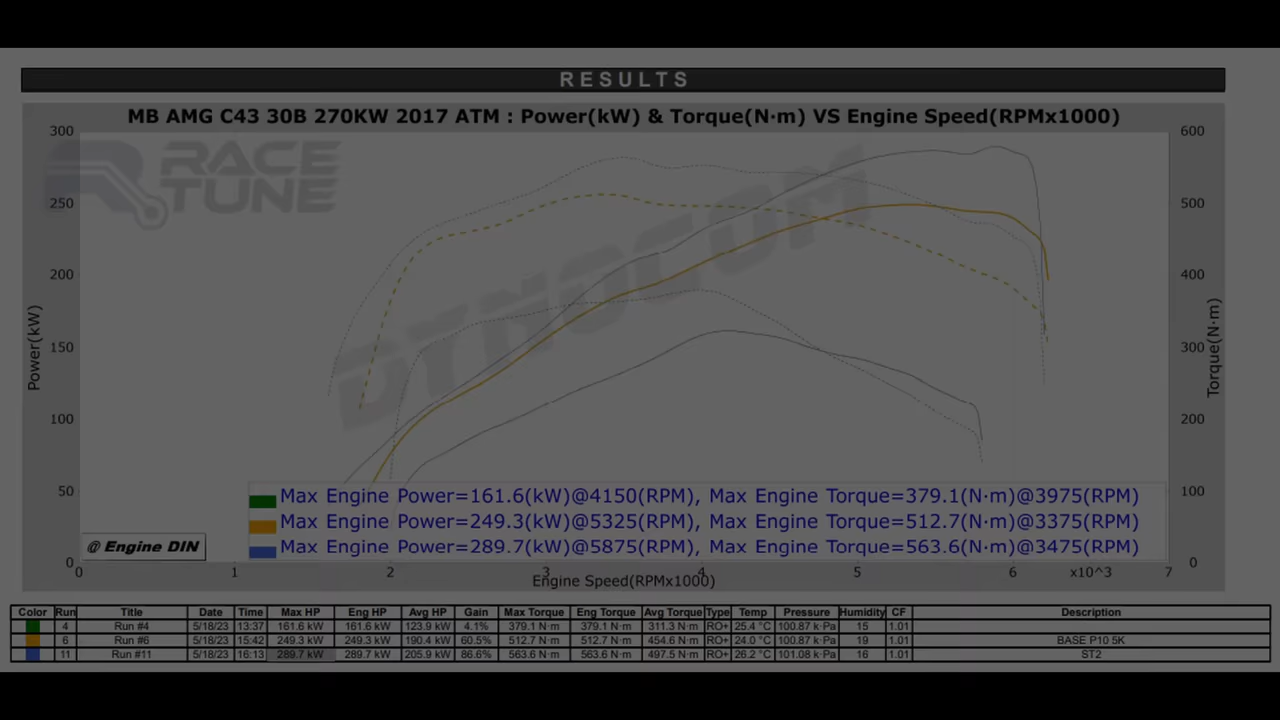 RESULTS
MB AMG C43 30B 270KW 2017 ATM : Power(kW) & Torque(N·m) VS Engine Speed(RPMx1000)
300 600
RACE
TUNE
250 500
DYNOCOM
200 400
Power(kW)
Torque(N·m)
150 300
100 200
50 100
Max Engine Power=161.6(kW)@4150(RPM), Max Engine Torque=379.1(N·m)@3975(RPM)
Max Engine Power=249.3(kW)@5325(RPM), Max Engine Torque=512.7(N·m)@3375(RPM)
Max Engine Power=289.7(kW)@5875(RPM), Max Engine Torque=563.6(N·m)@3475(RPM)
@ Engine DIN
0 0
0 1 2 3 4 5 6 x10^3 7
Engine Speed(RPMx1000)
Color Run Title Date Time Max HP Eng HP Avg HP Gain Max Torque Eng Torque Avg Torque Type Temp Pressure Humidity CF Description
4 Run #4 5/18/23 13:37 161.6 kW 161.6 kW 123.9 kW 4.1% 379.1 N·m 379.1 N·m 311.3 N·m RO+ 25.4 °C 100.87 k·Pa 15 1.01
6 Run #6 5/18/23 15:42 249.3 kW 249.3 kW 190.4 kW 60.5% 512.7 N·m 512.7 N·m 454.6 N·m RO+ 24.0 °C 100.87 k·Pa 19 1.01 BASE P10 5K
11 Run #11 5/18/23 16:13 289.7 kW 289.7 kW 205.9 kW 86.6% 563.6 N·m 563.6 N·m 497.5 N·m RO+ 26.2 °C 101.08 k·Pa 16 1.01 ST2